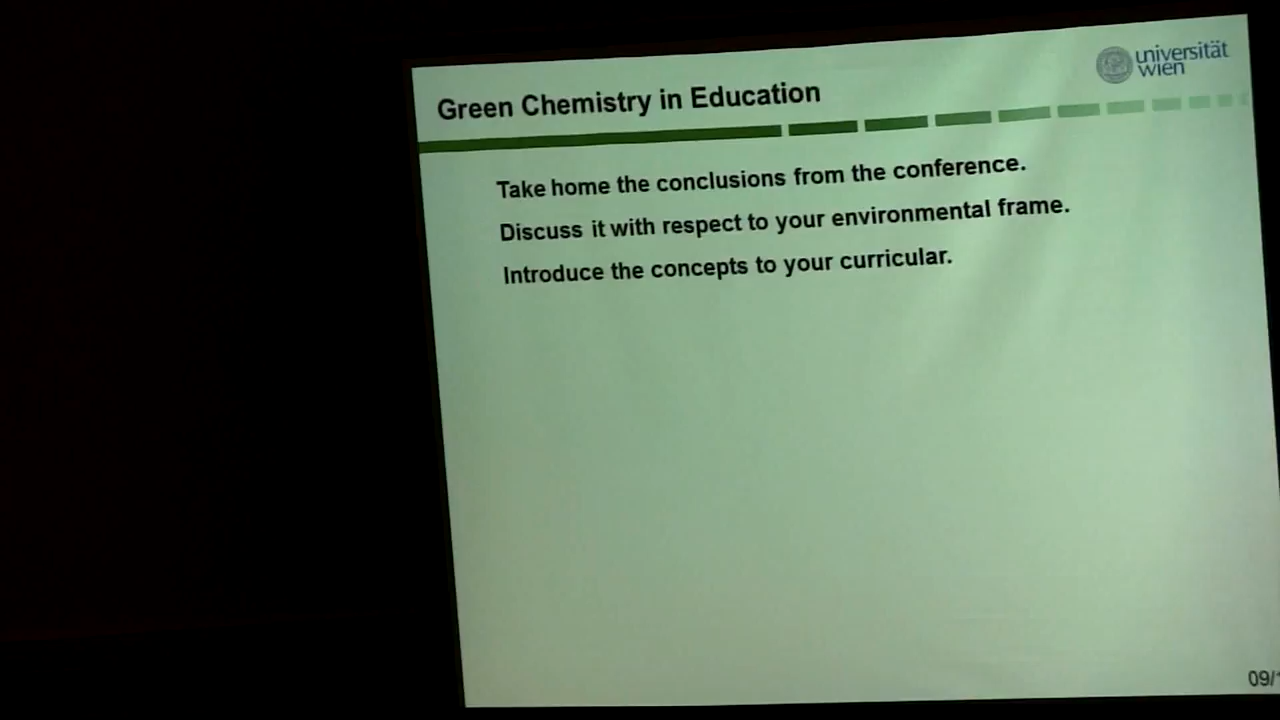 universität
wien
Green Chemistry in Education
Take home the conclusions from the conference.
Discuss it with respect to your environmental frame.
Introduce the concepts to your curricular.
09/